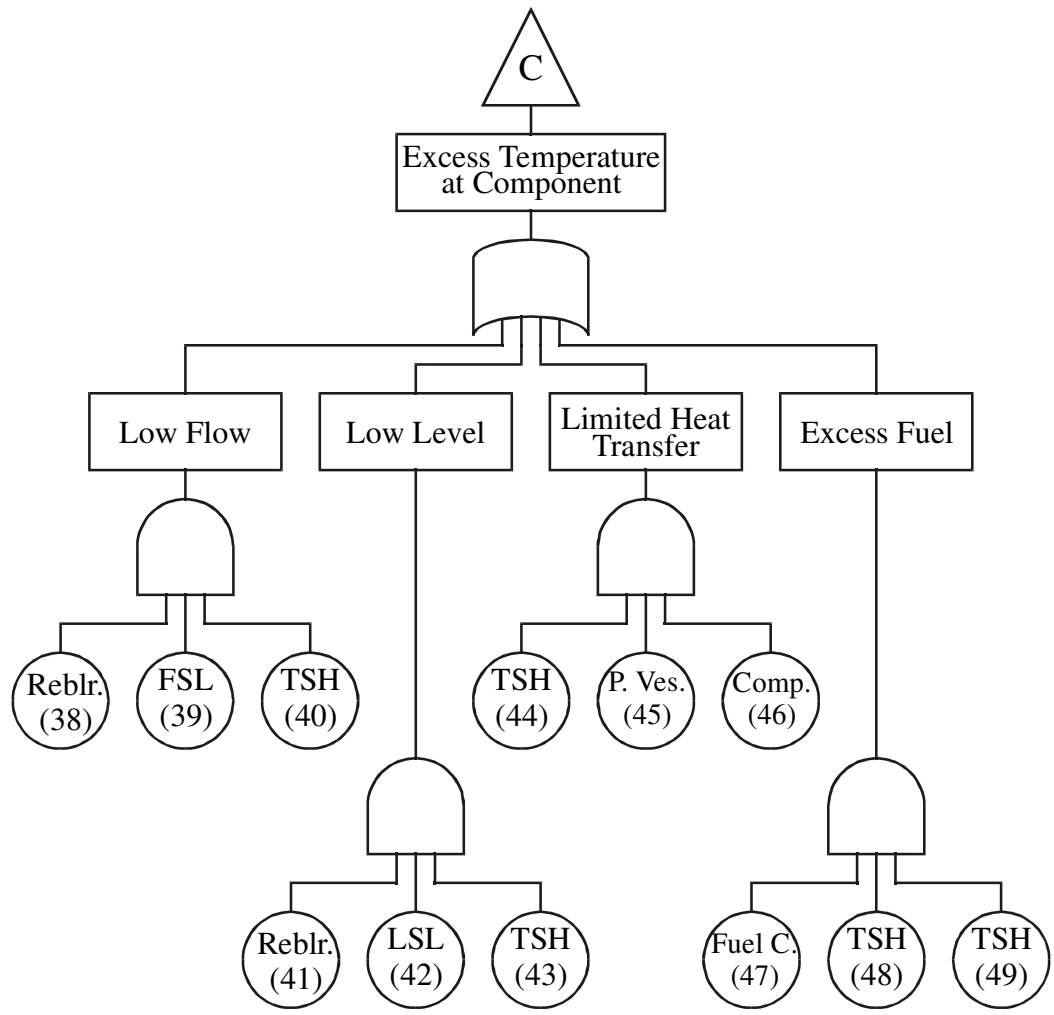 C
Excess Temperature
at Component
Low Flow
Low Level
Limited Heat
Transfer
Excess Fuel
Reblr.
(38)
FSL
(39)
TSH
(40)
TSH
(44)
P. Ves.
(45)
Comp.
(46)
Reblr.
(41)
LSL
(42)
TSH
(43)
Fuel C.
(47)
TSH
(48)
TSH
(49)